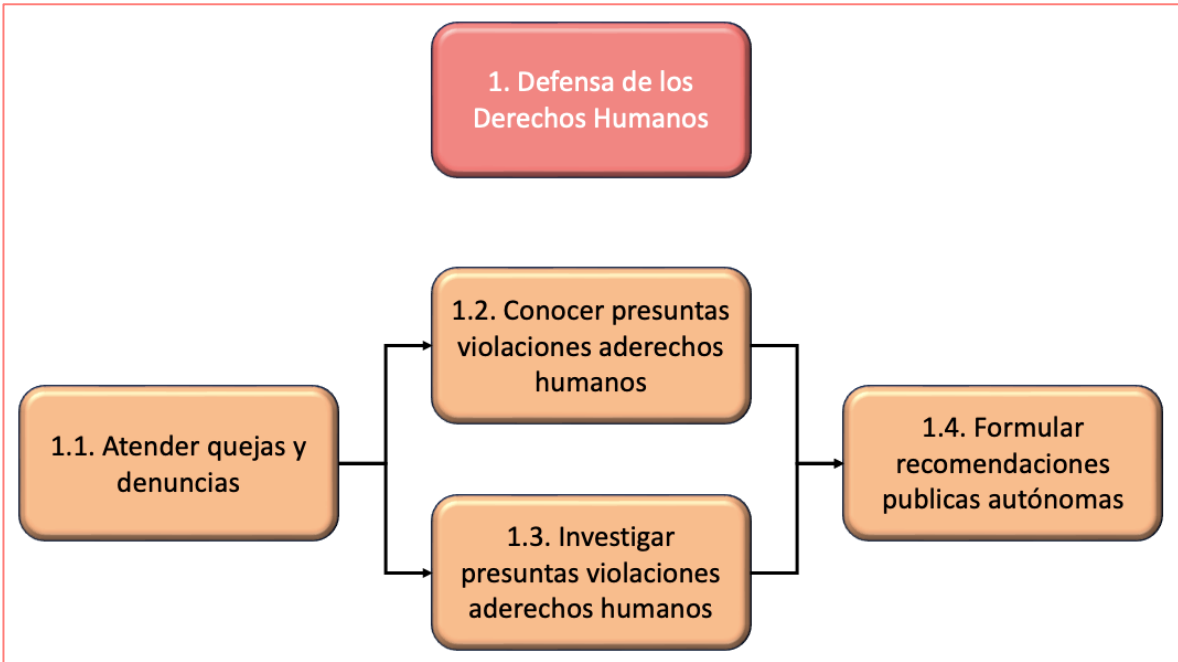 1. Defensa de los
Derechos Humanos
1.2. Conocer presuntas
violaciones aderechos
humanos
1.1. Atender quejas y
denuncias
1.4. Formular
recomendaciones
publicas autónomas
1.3. Investigar
presuntas violaciones
aderechos humanos